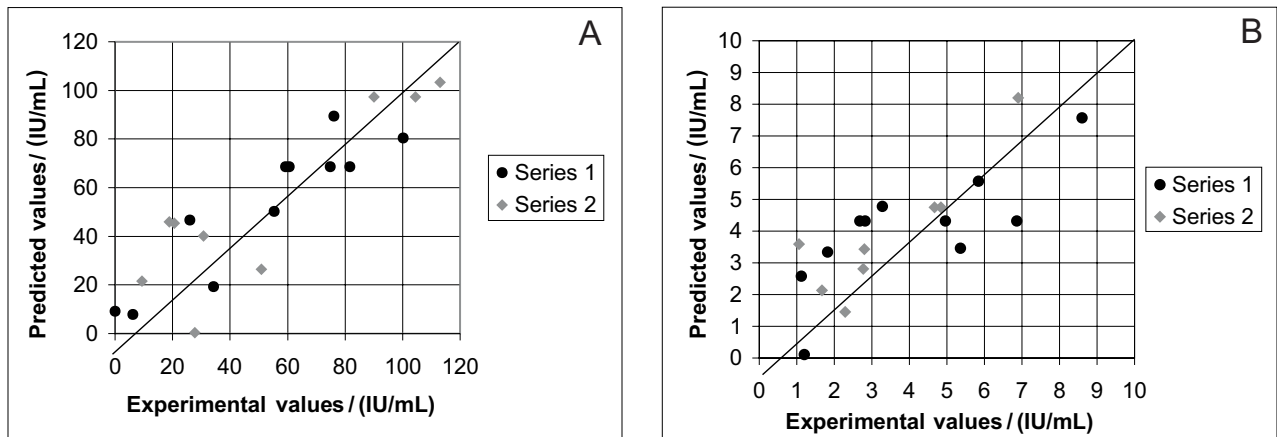 A
Predicted values/ (IU/mL)
120
100
80
60
40
20
0
0 20 40 60 80 100 120
Experimental values / (IU/mL)
Series 1
Series 2
B
Predicted values/ (IU/mL)
10
9
8
7
6
5
4
3
2
1
0
0 1 2 3 4 5 6 7 8 9 10
Experimental values / (IU/mL)
Series 1
Series 2